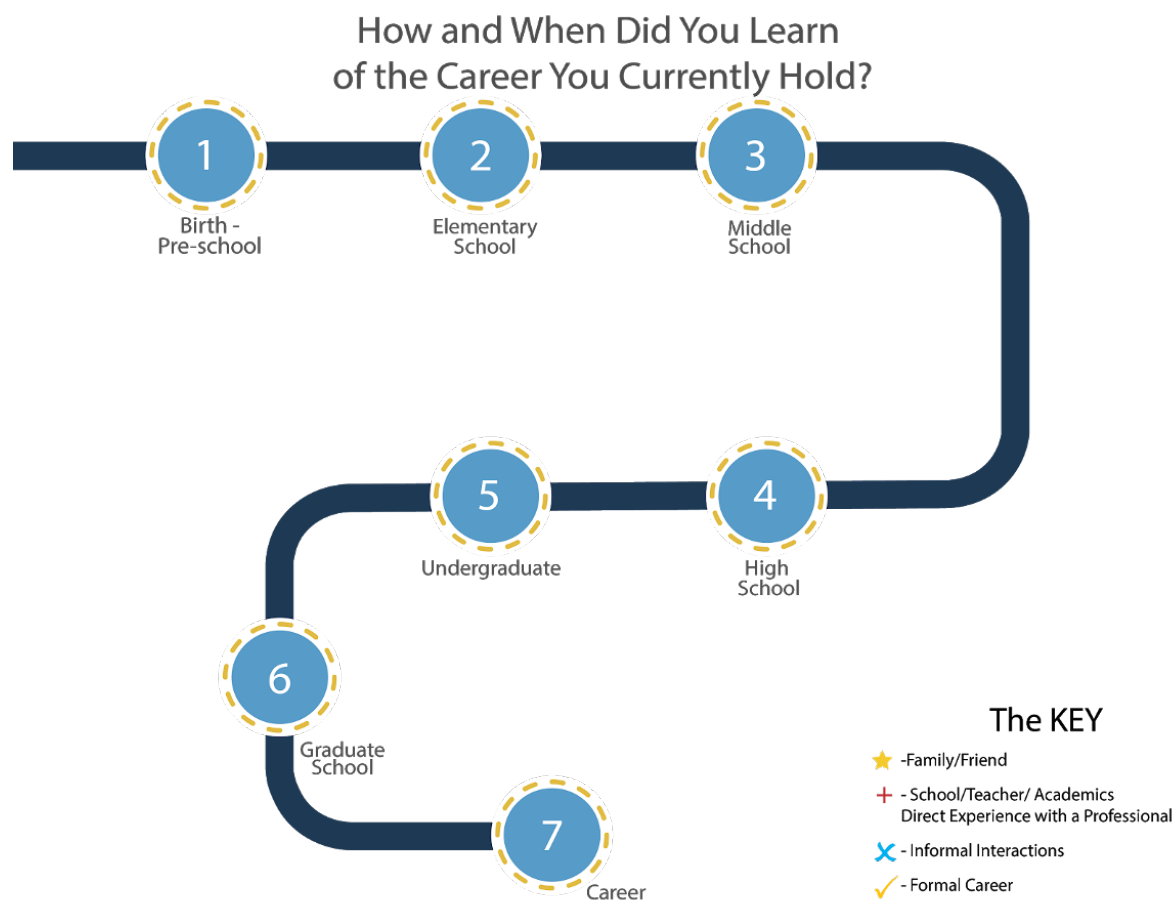 How and When Did You Learn
of the Career You Currently Hold?
1
Birth -
Pre-school
2
Elementary
School
3
Middle
School
4
High
School
5
Undergraduate
6
Graduate
School
7
Career
The KEY
-Family/Friend
- School/Teacher/ Academics
Direct Experience with a Professional
- Informal Interactions
- Formal Career